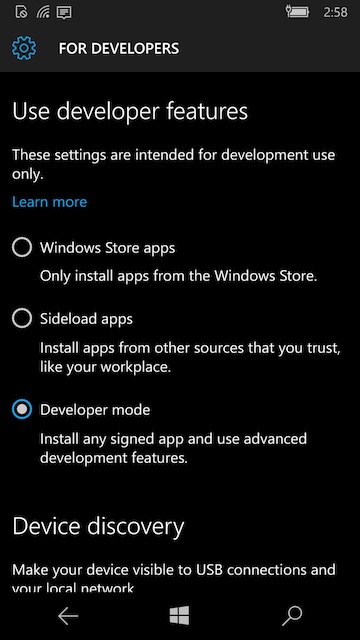 2:58
FOR DEVELOPERS
Use developer features
These settings are intended for development use
only.
Learn more
Windows Store apps
Only install apps from the Windows Store.
Sideload apps
Install apps from other sources that you trust,
like your workplace.
Developer mode
Install any signed app and use advanced
development features.
Device discovery
Make your device visible to USB connections and
your local network